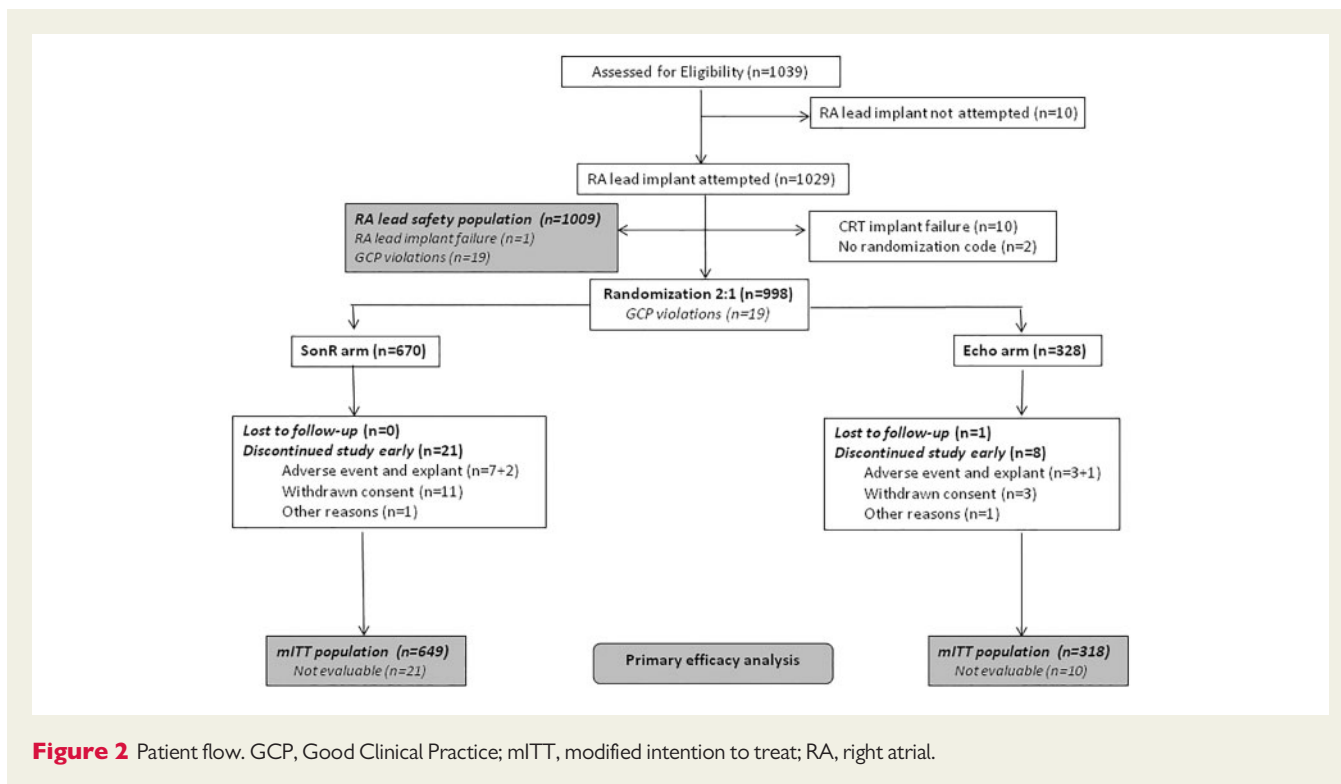 Assessed for Eligibility (n=1039)
RA lead implant not attempted (n=10)
RA lead implant attempted (n=1029)
RA lead safety population (n=1009)
RA lead implant failure (n=1)
GCP violations (n=19)
CRT implant failure (n=10)
No randomization code (n=2)
Randomization 2:1 (n=998)
GCP violations (n=19)
SonR arm (n=670)
Echo arm (n=328)
Lost to follow-up (n=0)
Discontinued study early (n=21)
Adverse event and explant (n=7+2)
Withdrawn consent (n=11)
Other reasons (n=1)
Lost to follow-up (n=1)
Discontinued study early (n=8)
Adverse event and explant (n=3+1)
Withdrawn consent (n=3)
Other reasons (n=1)
mITT population (n=649)
Not evaluable (n=21)
Primary efficacy analysis
mITT population (n=318)
Not evaluable (n=10)
Figure 2 Patient flow. GCP, Good Clinical Practice; mITT, modified intention to treat; RA, right atrial.